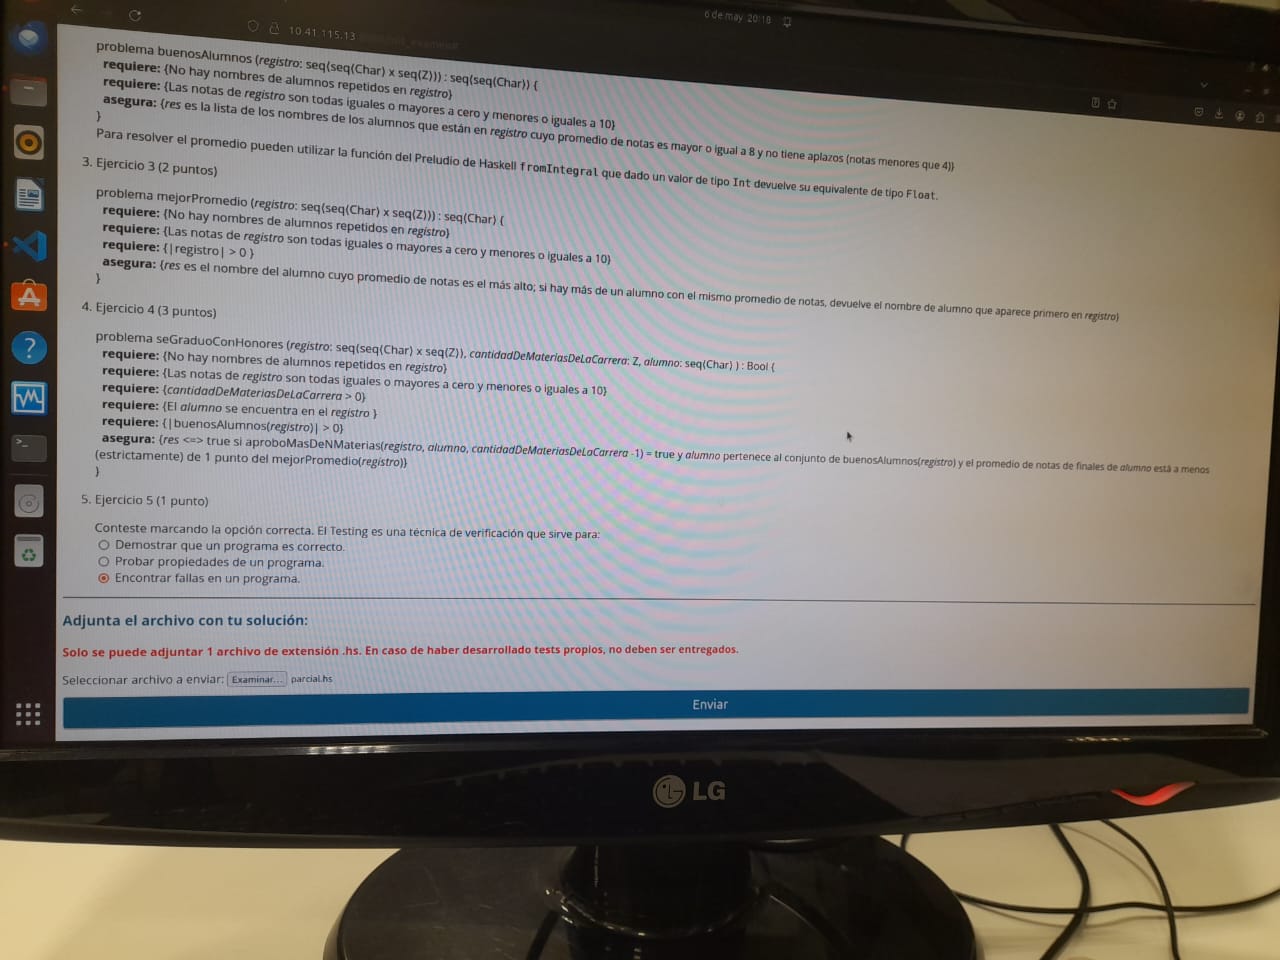 6 de may 20:18
10.41.115.13
problema buenosAlumnos (registro: seq⟨seq⟨Char⟩ x seq⟨Z⟩⟩) : seq⟨seq⟨Char⟩⟩ {
requiere: {No hay nombres de alumnos repetidos en registro}
requiere: {Las notas de registro son todas iguales o mayores a cero y menores o iguales a 10}
asegura: {res es la lista de los nombres de los alumnos que están en registro cuyo promedio de notas es mayor o igual a 8 y no tiene aplazos (notas menores que 4)}
}
Para resolver el promedio pueden utilizar la función del Preludio de Haskell fromIntegral que dado un valor de tipo Int devuelve su equivalente de tipo Float.
3. Ejercicio 3 (2 puntos)
problema mejorPromedio (registro: seq⟨seq⟨Char⟩ x seq⟨Z⟩⟩) : seq⟨Char⟩ {
requiere: {No hay nombres de alumnos repetidos en registro}
requiere: {Las notas de registro son todas iguales o mayores a cero y menores o iguales a 10}
requiere: {|registro| > 0 }
asegura: {res es el nombre del alumno cuyo promedio de notas es el más alto; si hay más de un alumno con el mismo promedio de notas, devuelve el nombre de alumno que aparece primero en registro}
}
4. Ejercicio 4 (3 puntos)
problema seGraduoConHonores (registro: seq⟨seq⟨Char⟩ x seq⟨Z⟩⟩, cantidadDeMateriasDeLaCarrera: Z, alumno: seq⟨Char⟩ ) : Bool {
requiere: {No hay nombres de alumnos repetidos en registro}
requiere: {Las notas de registro son todas iguales o mayores a cero y menores o iguales a 10}
requiere: {cantidadDeMateriasDeLaCarrera > 0}
requiere: {El alumno se encuentra en el registro }
requiere: {|buenosAlumnos(registro)| > 0}
asegura: {res <=> true si aproboMasDeNMaterias(registro, alumno, cantidadDeMateriasDeLaCarrera -1) = true y alumno pertenece al conjunto de buenosAlumnos(registro) y el promedio de notas de finales de alumno está a menos
(estrictamente) de 1 punto del mejorPromedio(registro)}
}
5. Ejercicio 5 (1 punto)
Conteste marcando la opción correcta. El Testing es una técnica de verificación que sirve para:
Demostrar que un programa es correcto.
Probar propiedades de un programa.
Encontrar fallas en un programa.
Adjunta el archivo con tu solución:
Solo se puede adjuntar 1 archivo de extensión .hs. En caso de haber desarrollado tests propios, no deben ser entregados.
Seleccionar archivo a enviar: Examinar... parcial.hs
Enviar
LG